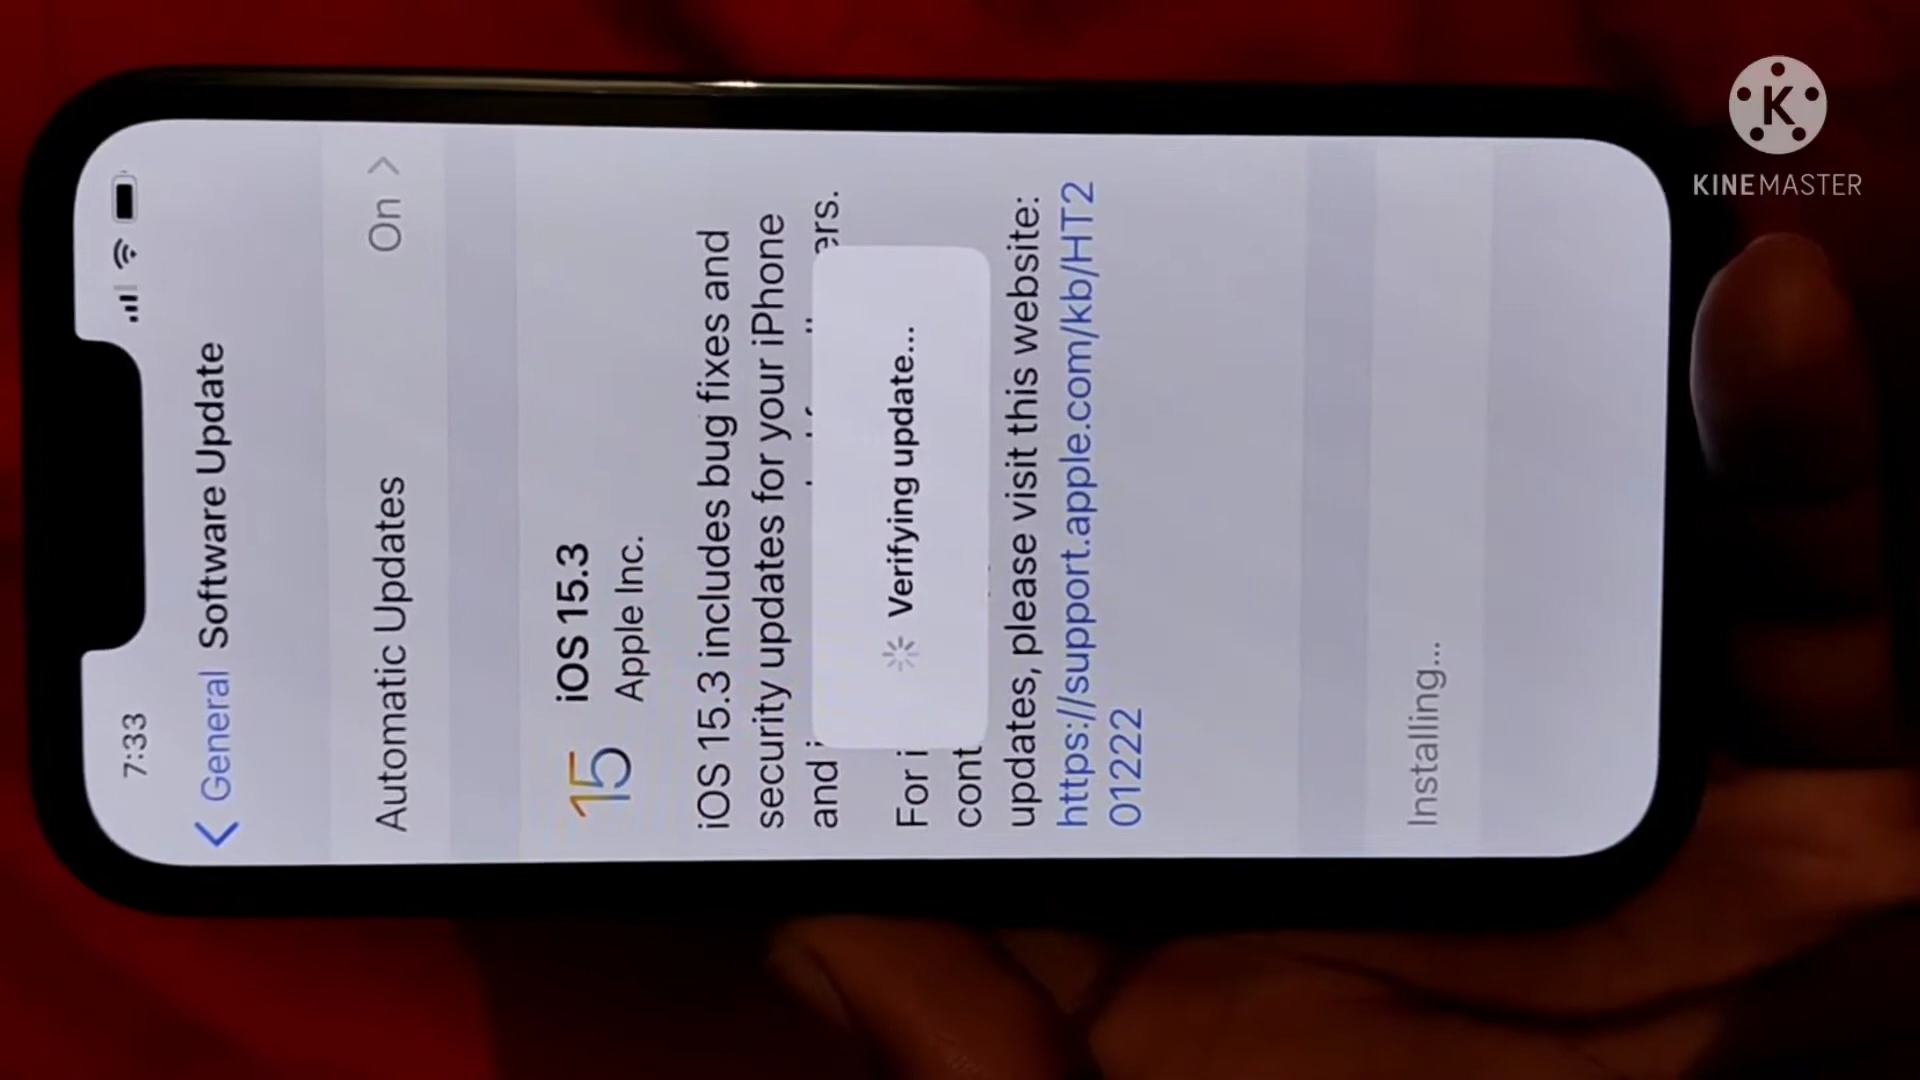 7:33
General Software Update
Automatic Updates On
15 iOS 15.3
Apple Inc.
iOS 15.3 includes bug fixes and
security updates for your iPhone
and
For
updates, please visit this website:
https://support.apple.com/kb/HT2
012222
Verifying update...
Installing...
K
KINEMASTER